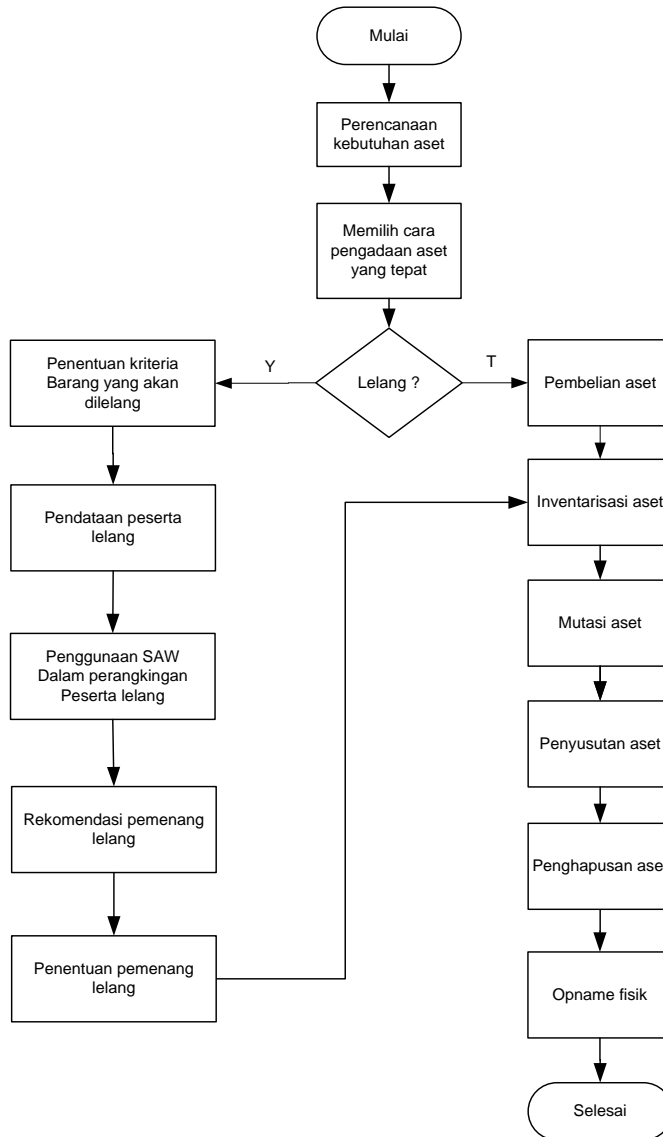 Mulai
Perencanaan
kebutuhan aset
Memilih cara
pengadaan aset
yang tepat
Lelang ?
Y
T
Penentuan kriteria
Barang yang akan
dilelang
Pendataan peserta
lelang
Penggunaan SAW
Dalam perangkingan
Peserta lelang
Rekomendasi pemenang
lelang
Penentuan pemenang
lelang
Pembelian aset
Inventarisasi aset
Mutasi aset
Penyusutan aset
Penghapusan aset
Opname fisik
Selesai